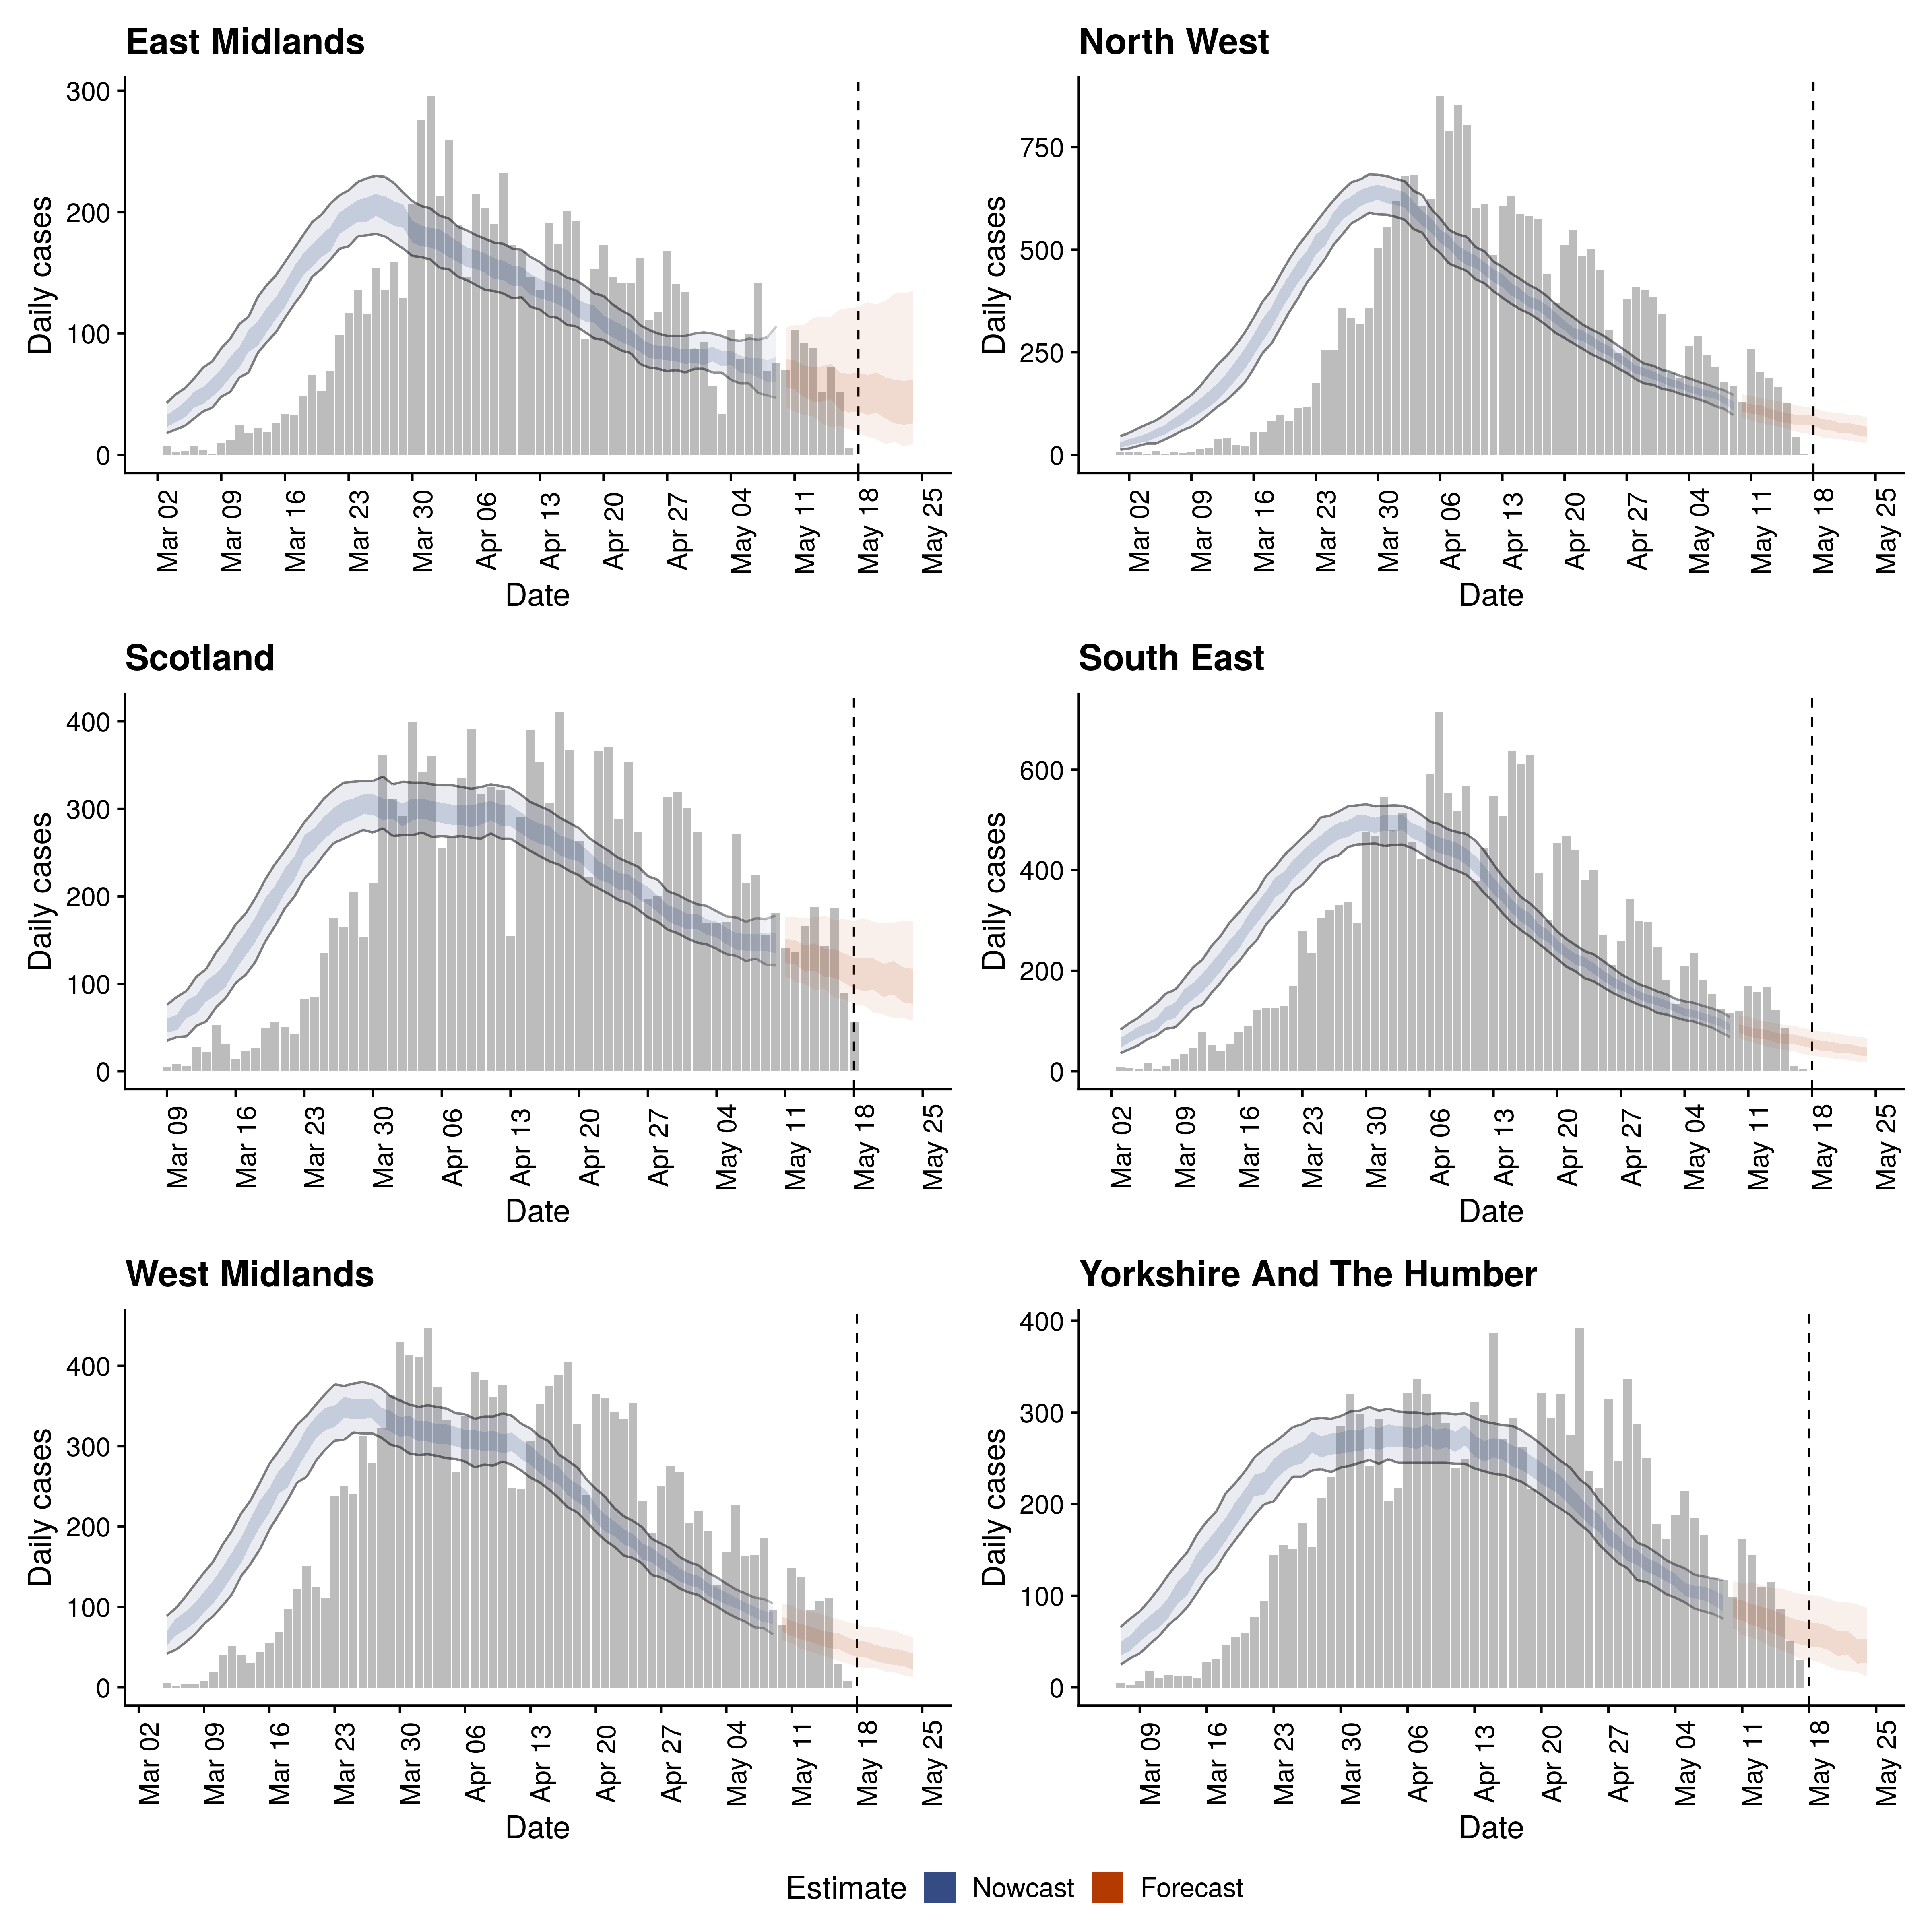 East Midlands
Daily cases
300
200
100
0
Mar 02
Mar 09
Mar 16
Mar 23
Mar 30
Apr 06
Apr 13
Apr 20
Apr 27
May 04
May 11
May 18
May 25
Date
North West
Daily cases
750
500
250
0
Mar 02
Mar 09
Mar 16
Mar 23
Mar 30
Apr 06
Apr 13
Apr 20
Apr 27
May 04
May 11
May 18
May 25
Date
Scotland
Daily cases
400
300
200
100
0
Mar 09
Mar 16
Mar 23
Mar 30
Apr 06
Apr 13
Apr 20
Apr 27
May 04
May 11
May 18
May 25
Date
South East
Daily cases
600
400
200
0
Mar 02
Mar 09
Mar 16
Mar 23
Mar 30
Apr 06
Apr 13
Apr 20
Apr 27
May 04
May 11
May 18
May 25
Date
West Midlands
Daily cases
400
300
200
100
0
Mar 02
Mar 09
Mar 16
Mar 23
Mar 30
Apr 06
Apr 13
Apr 20
Apr 27
May 04
May 11
May 18
May 25
Date
Yorkshire And The Humber
Daily cases
400
300
200
100
0
Mar 09
Mar 16
Mar 23
Mar 30
Apr 06
Apr 13
Apr 20
Apr 27
May 04
May 11
May 18
May 25
Date
Estimate Nowcast Forecast